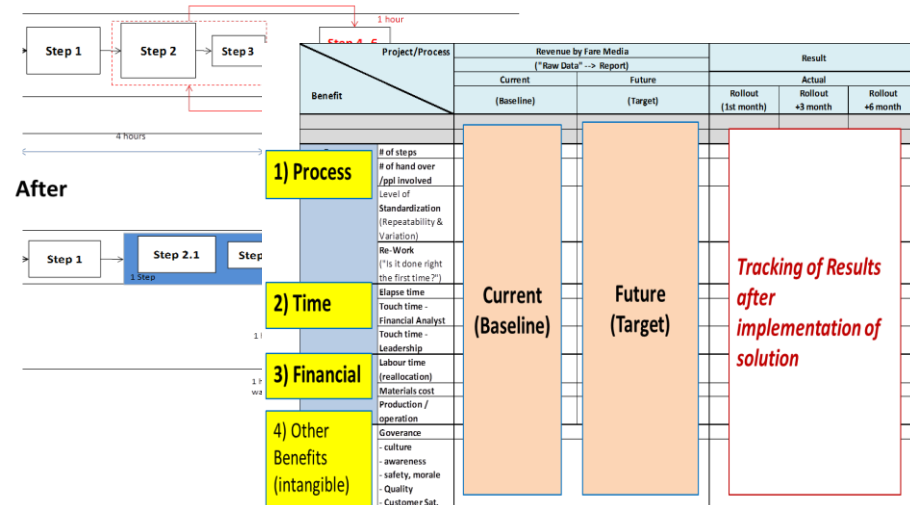 1 hour
Step 1
Step 2
Step 3
Step 4-6
4 hours
After
Step 1
Step 2.1
Step
1 Step
Project/Process
Benefit
Revenue by Fare Media
("Raw Data" --> Report)
Current
(Baseline)
Future
(Target)
Result
Actual
Rollout
(1st month)
Rollout
+3 month
Rollout
+6 month
1) Process
# of steps
# of hand over
/ppl involved
Level of
Standardization
(Repeatability &
Variation)
Re-Work
("Is it done right
the first time?")
2) Time
Elapse time
Touch time -
Financial Analyst
Touch time -
Leadership
3) Financial
Labour time
(reallocation)
Materials cost
Production /
operation
4) Other
Benefits
(intangible)
Goverance
- culture
- awareness
- safety, morale
- Quality
- Customer Sat.
Current
(Baseline)
Future
(Target)
Tracking of Results
after
implementation of
solution